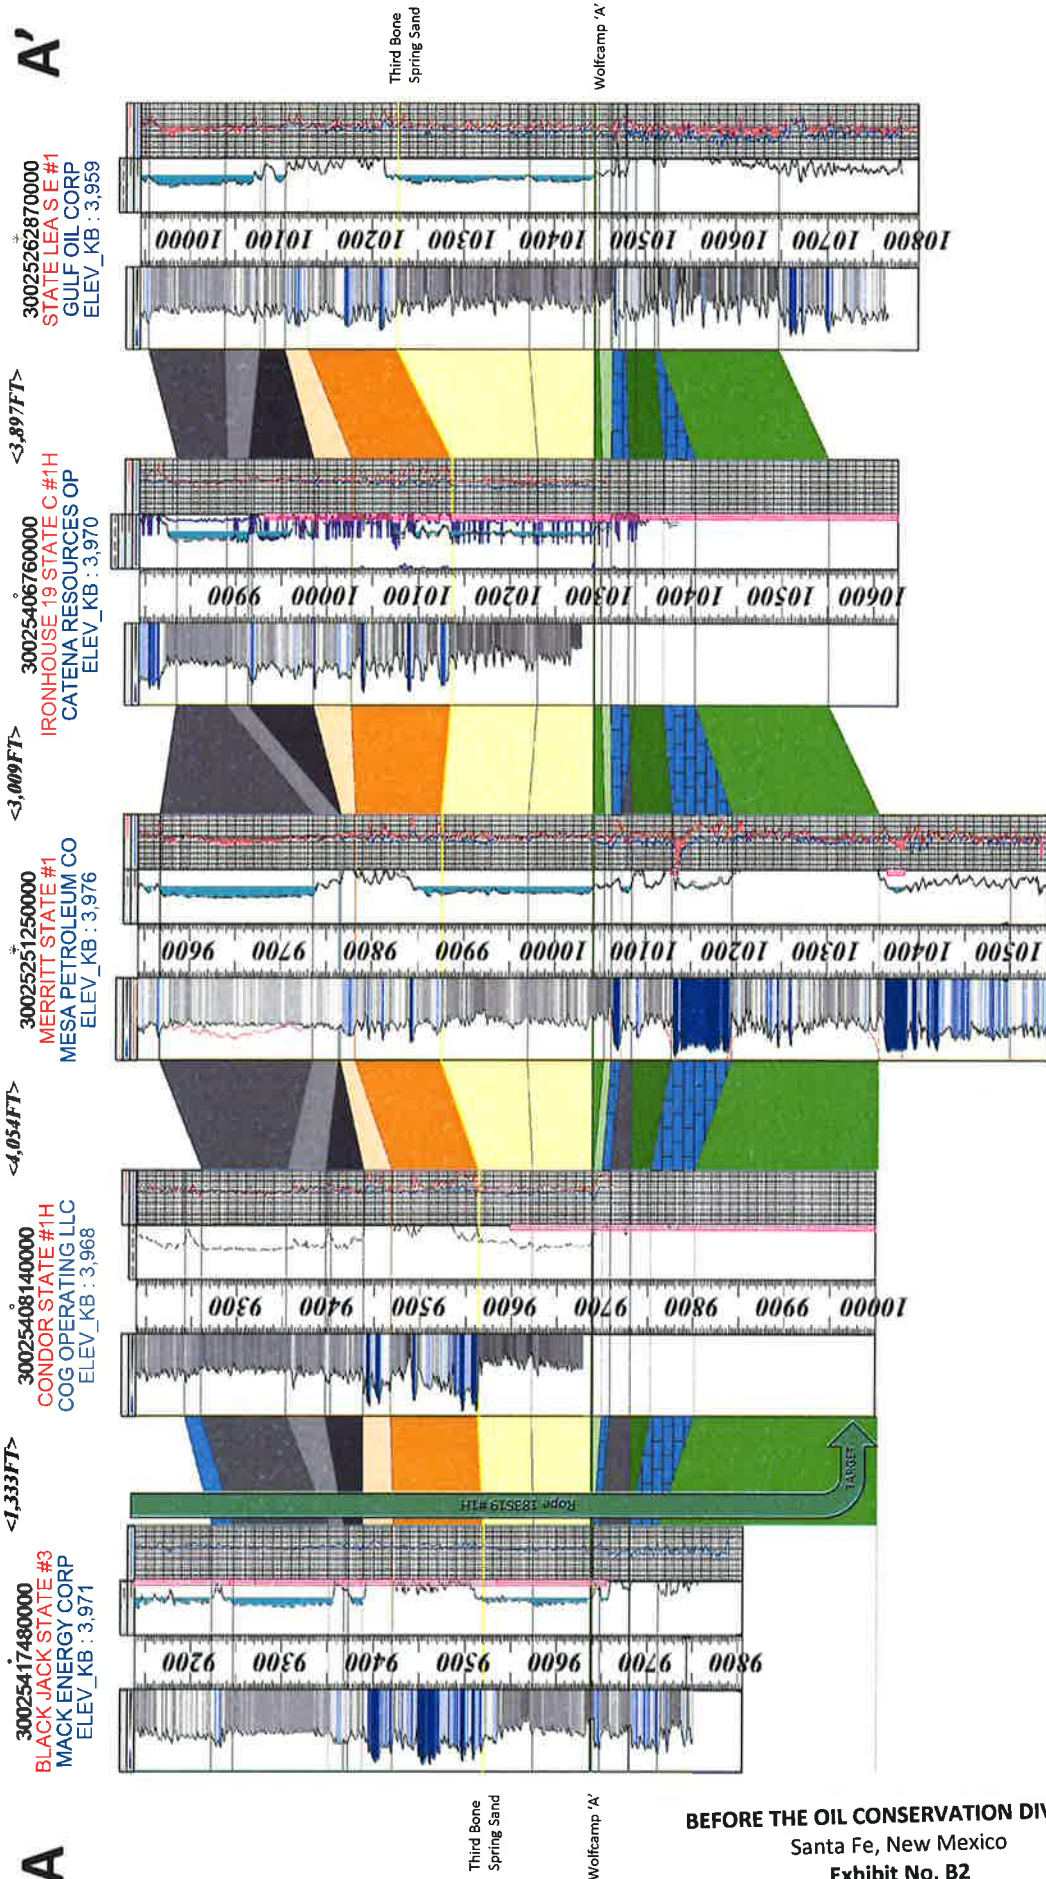 A
A'
30025417480000
BLACK JACK STATE #3
MACK ENERGY CORP
ELEV_KB : 3,971
<1,333FT>
30025408140000
CONDOR STATE #1H
COG OPERATING LLC
ELEV_KB : 3,968
<4,054FT>
30025251250000
MERRITT STATE #1
MESA PETROLEUM CO
ELEV_KB : 3,976
<3,009FT>
30025406760000
IRONHOUSE 19 STATE C #1H
CATENA RESOURCES OP
ELEV_KB : 3,970
<3,897FT>
30025262870000
STATE LEA S E #1
GULF OIL CORP
ELEV_KB : 3,959
9200
9300
9400
9500
9600
9700
9800
9300
9400
9500
9600
9700
9800
9900
10000
9600
9700
9800
9900
10000
10100
10200
10300
10400
10500
9900
10000
10100
10200
10300
10400
10500
10600
10000
10100
10200
10300
10400
10500
10600
10700
10800
Rope 183519 #1H
TARGET
Third Bone
Spring Sand
Wolfcamp 'A'
Third Bone
Spring Sand
Wolfcamp 'A'
BEFORE THE OIL CONSERVATION DIV
Santa Fe, New Mexico
Exhibit No. B2